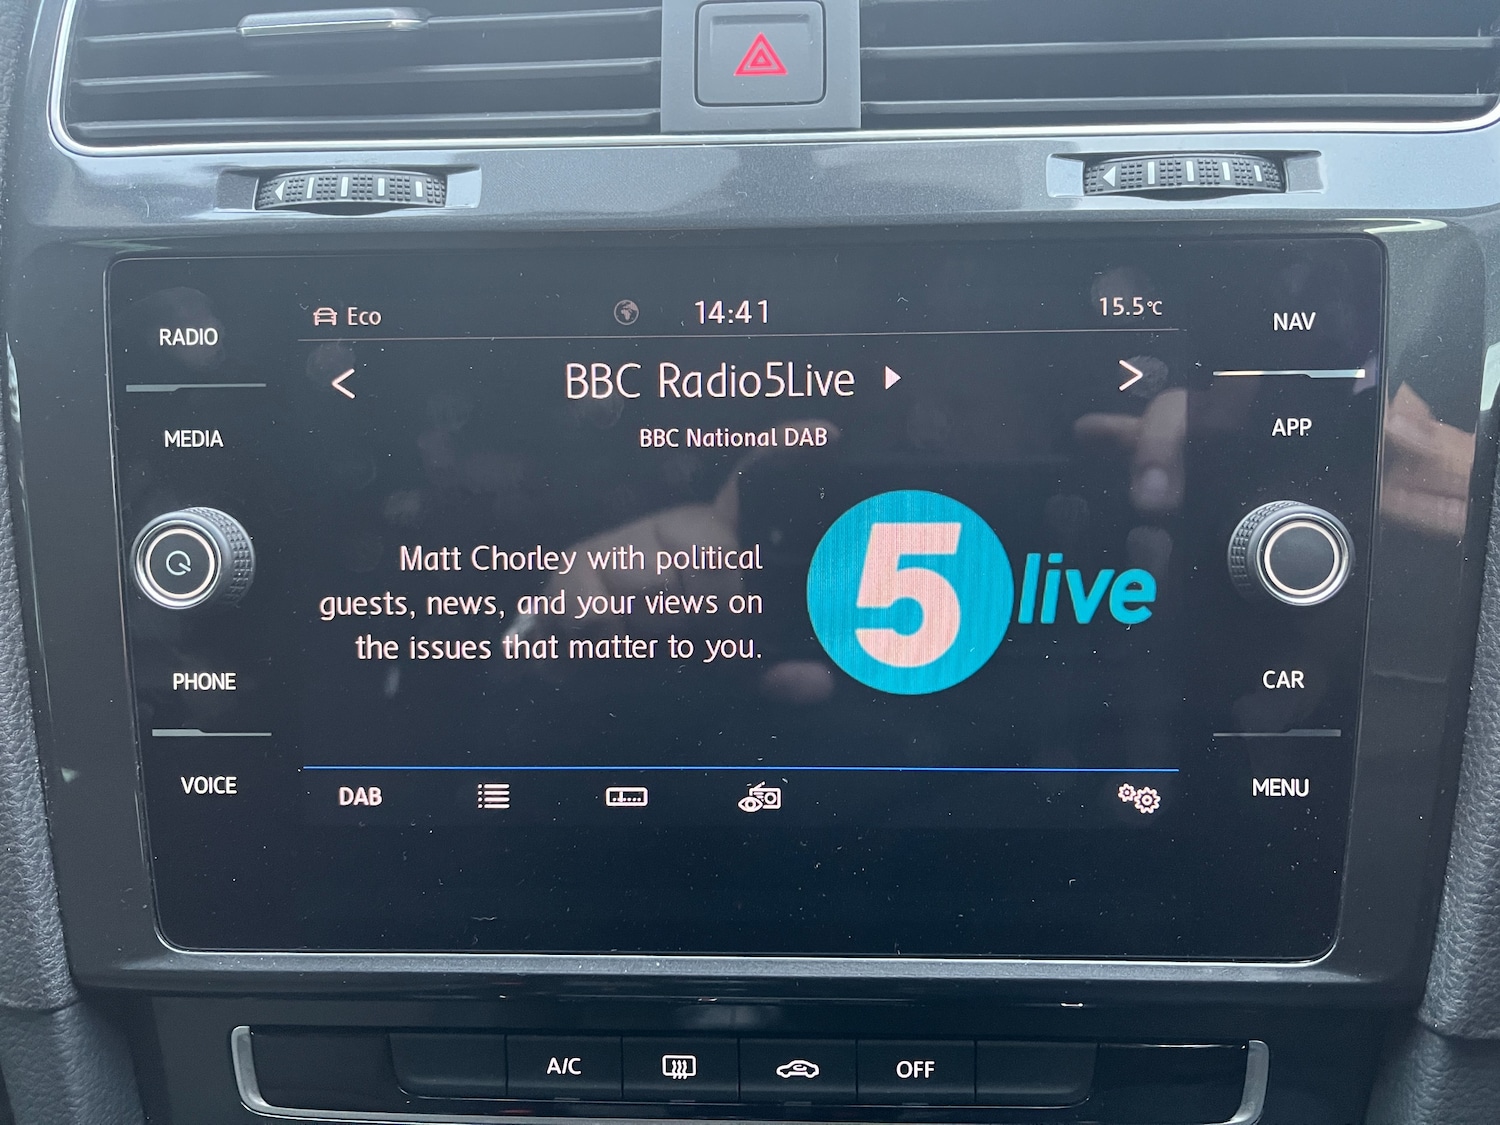 RADIO
MEDIA
PHONE
VOICE
Eco
14:41
15.5°C
BBC Radio5Live
BBC National DAB
Matt Chorley with political
guests, news, and your views on
the issues that matter to you.
5 live
DAB
NAV
APP
CAR
MENU
A/C
OFF